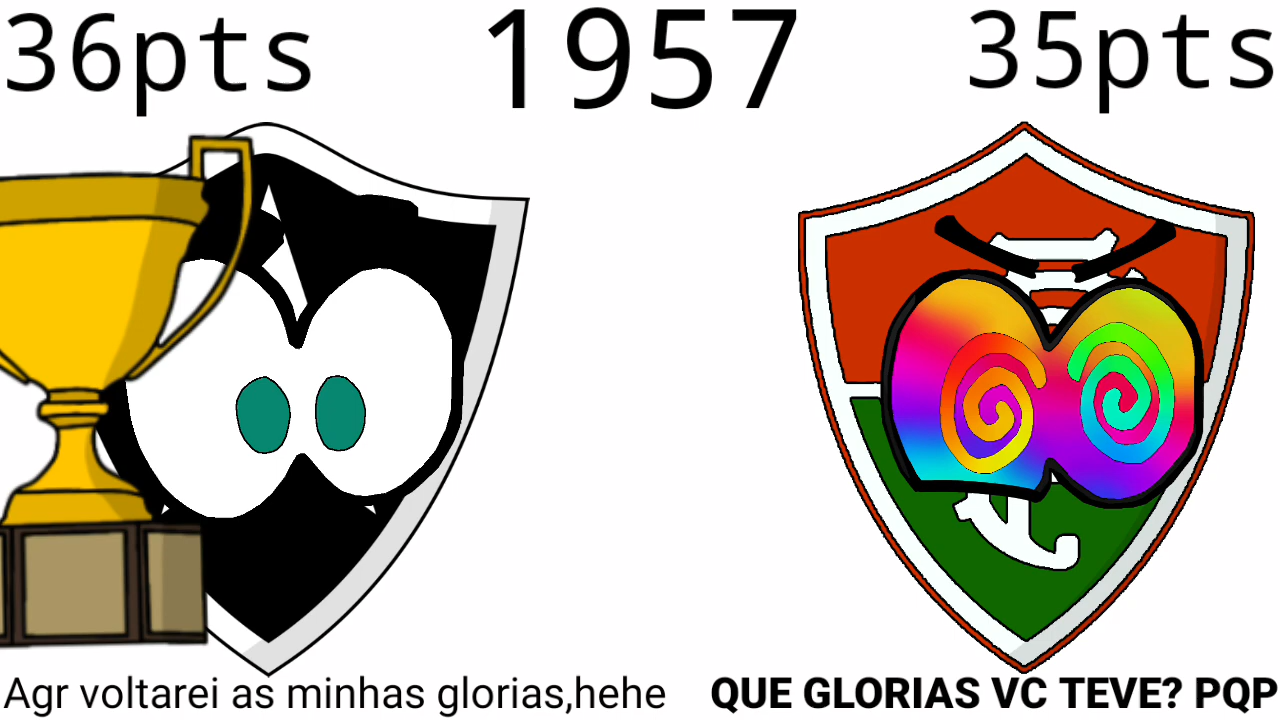 36pts 1957 35pts
Agr voltarei as minhas glorias,hehe QUE GLORIAS VC TEVE? PQP